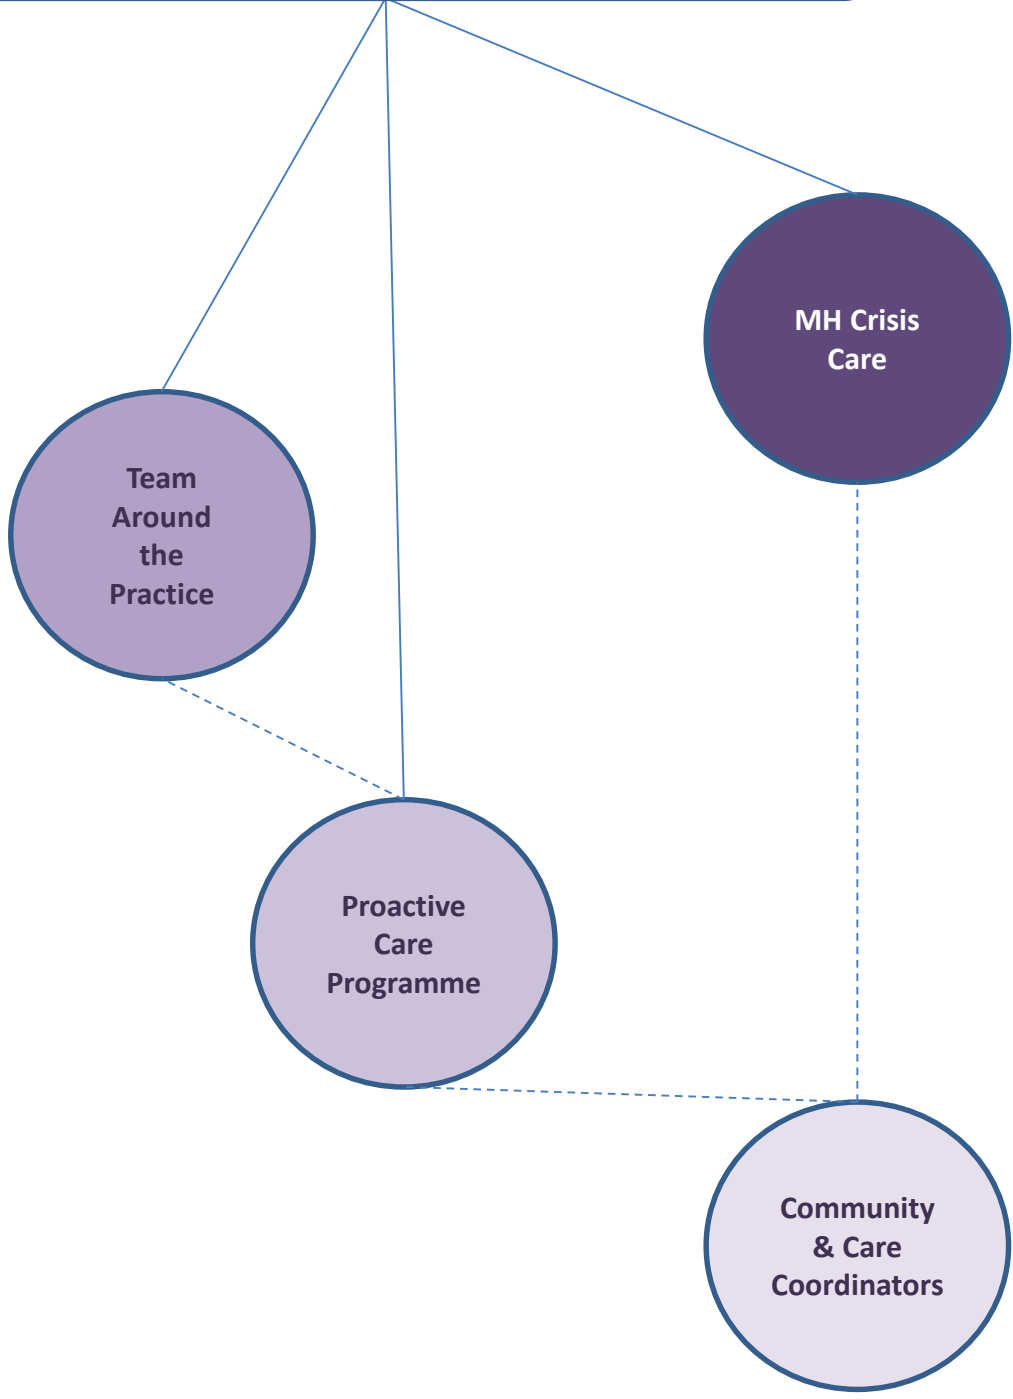 MH Crisis
Care
Team
Around
the
Practice
Proactive
Care
Programme
Community
& Care
Coordinators